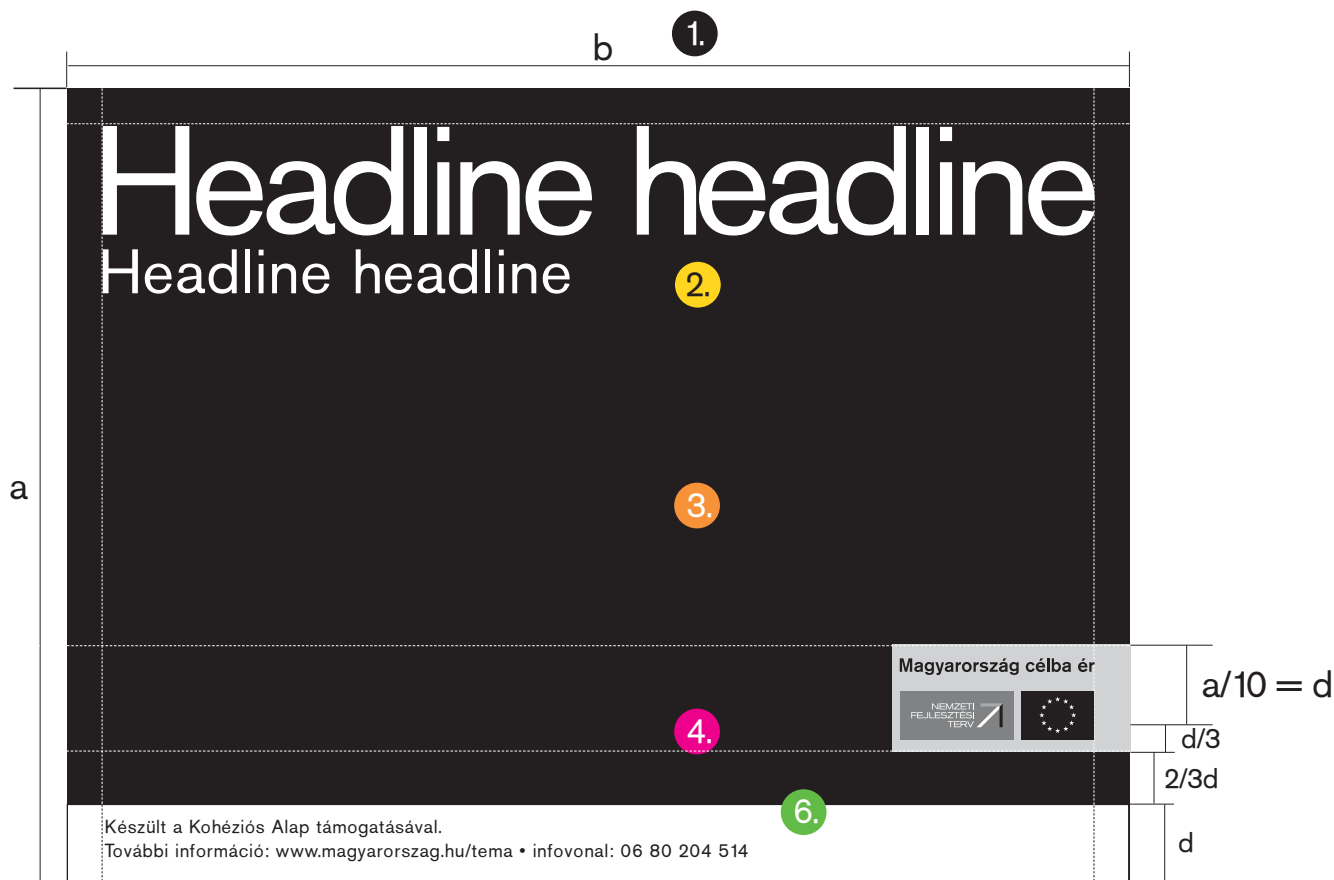 b
1.
Headline headline
Headline headline
2.
a
3.
Magyarország célba ér
a/10 = d
NEMZETI
FEJLESZTÉSI
TERV
4.
d/3
2/3d
6.
Készült a Kohéziós Alap támogatásával.
További információ: www.magyarorszag.hu/tema • infovonal: 06 80 204 514
d